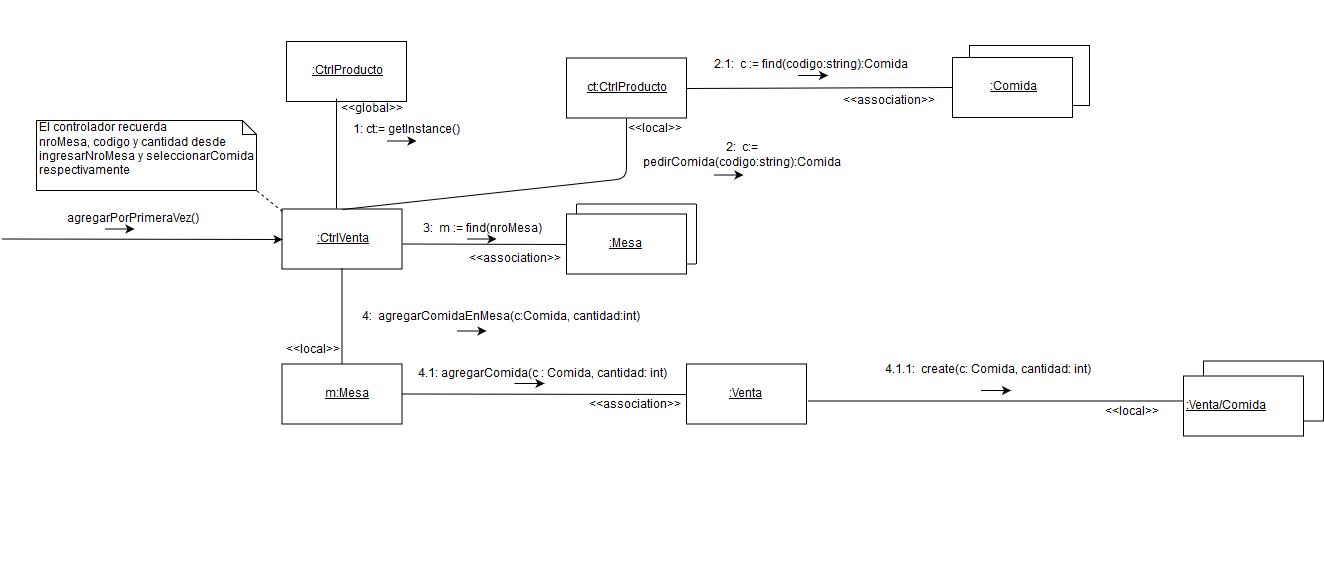 :CtrlProducto
<<global>>
1: ct:= getInstance()
ct:CtrlProducto
<<local>>
2.1:  c := find(codigo:string):Comida
<<association>>
:Comida
2:  c:=
pedirComida(codigo:string):Comida
El controlador recuerda
nroMesa, codigo y cantidad desde
ingresarNroMesa y seleccionarComida
respectivamente
agregarPorPrimeraVez()
:CtrlVenta
3:  m := find(nroMesa)
<<association>>
:Mesa
4:  agregarComidaEnMesa(c:Comida, cantidad:int)
<<local>>
m:Mesa
4.1: agregarComida(c : Comida, cantidad: int)
<<association>>
:Venta
4.1.1:  create(c: Comida, cantidad: int)
<<local>>
:Venta/Comida